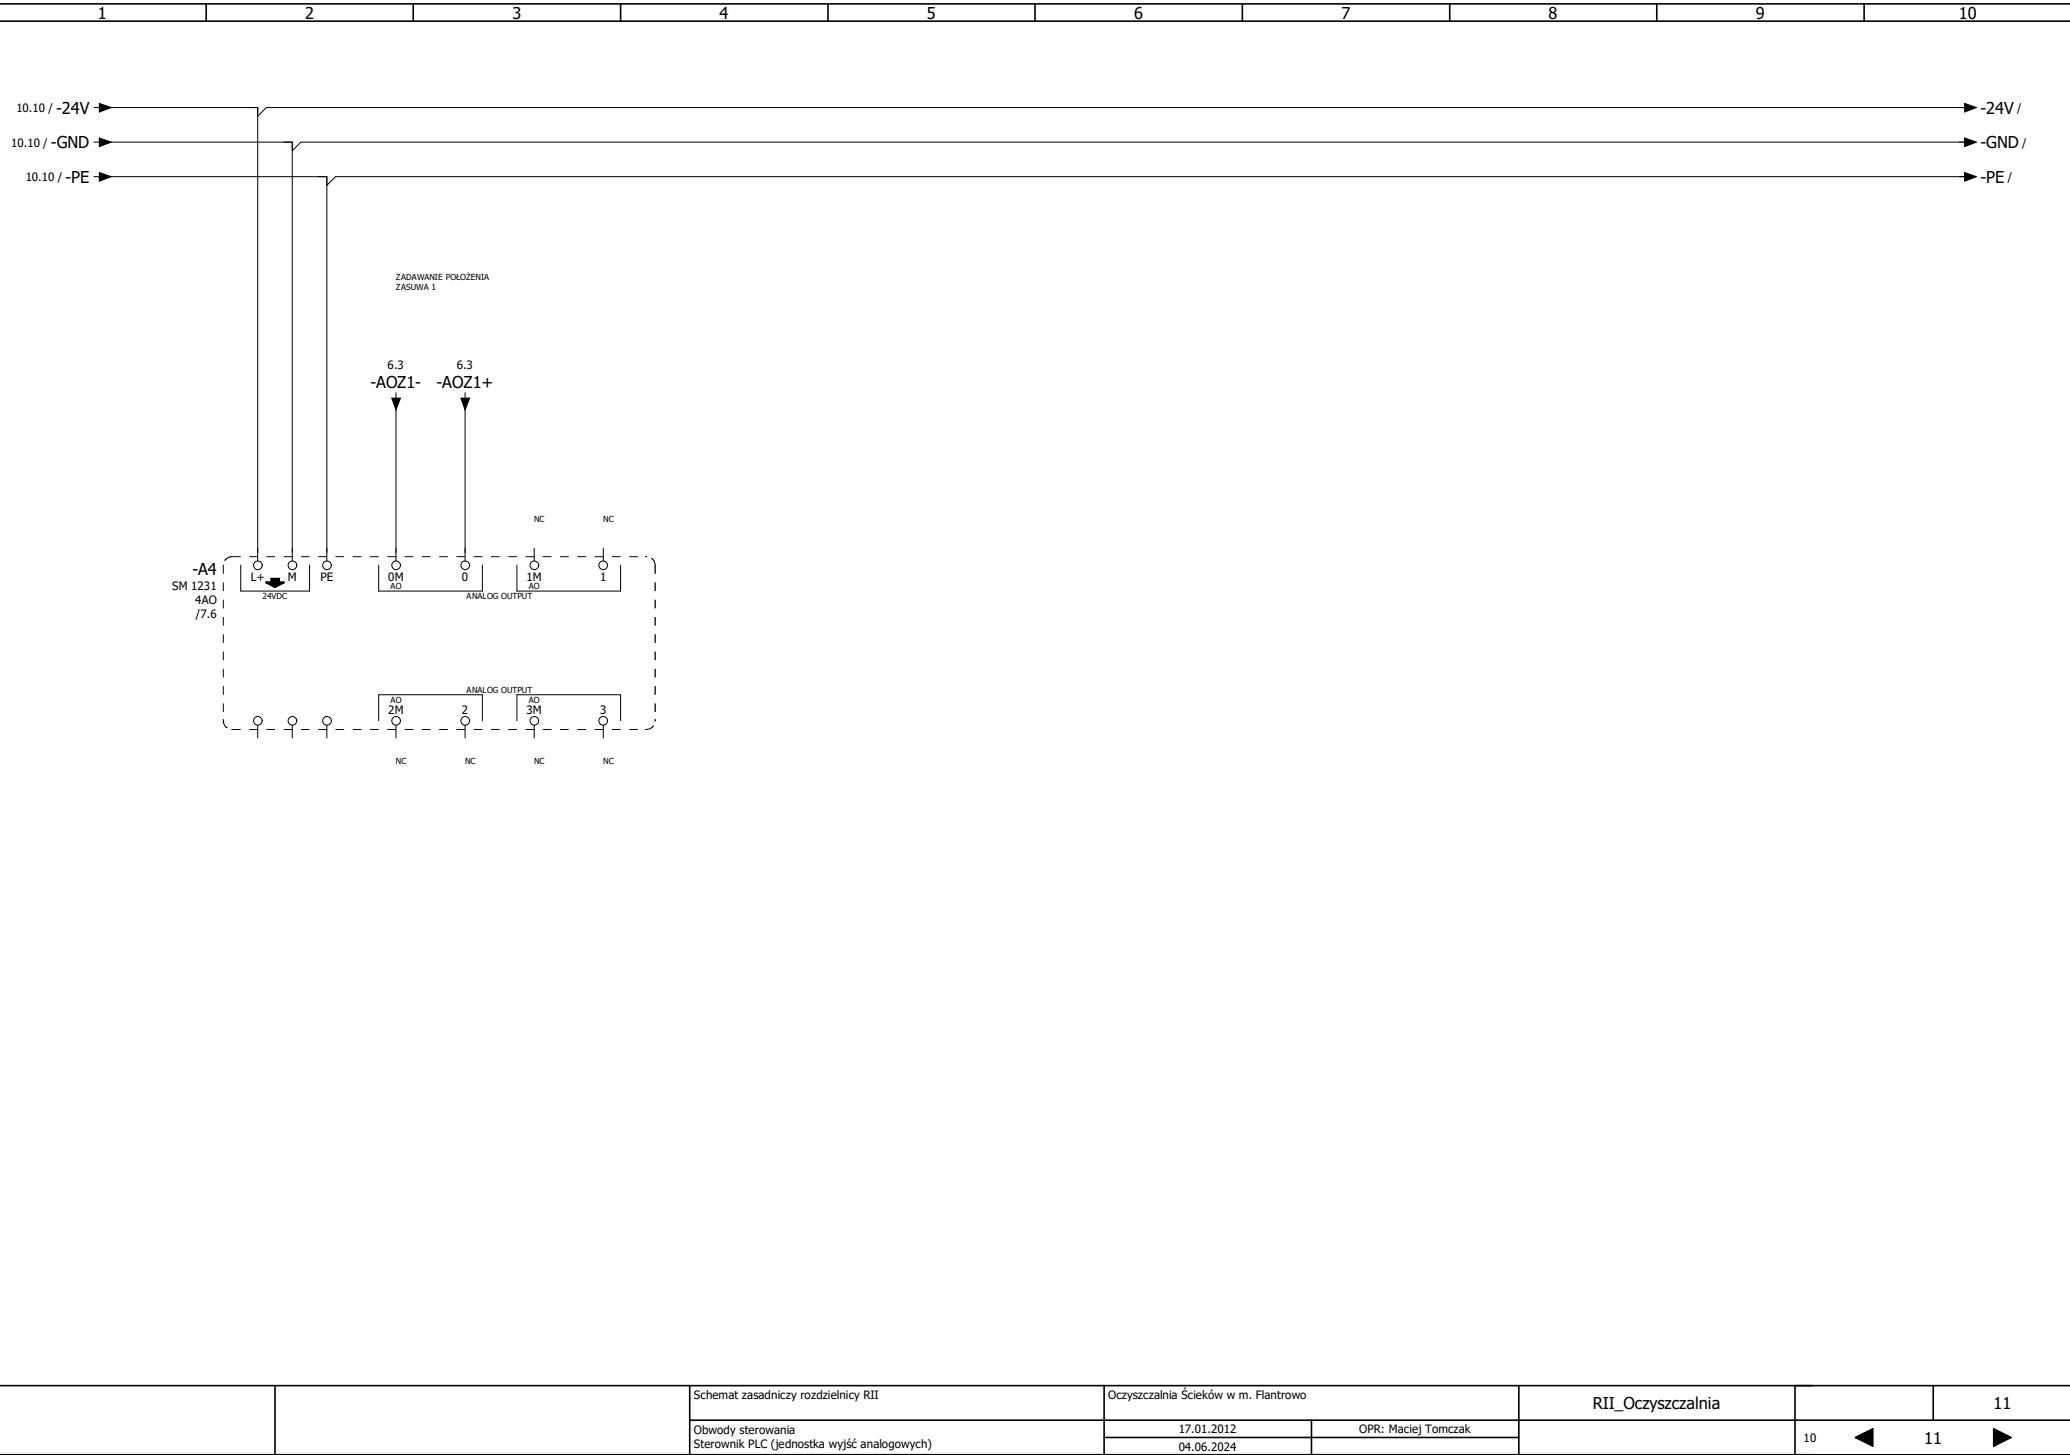 1 2 3 4 5 6 7 8 9 10
10.10 / -24V -24V /
10.10 / -GND -GND /
10.10 / -PE -PE /
ZADAWANIE POŁOŻENIA
ZASUWA 1
6.3 6.3
-AOZ1- -AOZ1+
NC NC
-A4
SM 1231
4AO
/7.6
L+ M PE 0M 0 1M 1
AO AO
24VDC ANALOG OUTPUT
ANALOG OUTPUT
AO AO
2M 2 3M 3
NC NC NC NC
Schemat zasadniczy rozdzielnicy RII
Obwody sterowania
Sterownik PLC (jednostka wyjść analogowych)
Oczyszczalnia Ścieków w m. Flantrowo
17.01.2012 OPR: Maciej Tomczak
04.06.2024
RII_Oczyszczalnia
11
10 11